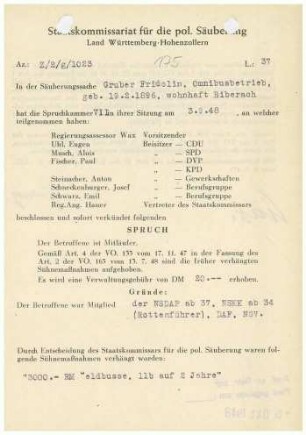 Staatskommissariat für die pol. Säuberung
Land Württemberg-Hohenzollern
Az: Z/2/g/1023 175 L: 37
In der Säuberungssache Gruber Fridolin, Omnibusbetrieb,
geb. 19.2.1896, wohnhaft Biberach
hat die Spruchkammer VII in ihrer Sitzung am 3.9.48 , an welcher
teilgenommen haben:
Regierungsassessor Wax Vorsitzender
Uhl, Eugen Beisitzer — CDU
Musch, Alois „ — SPD
Fischer, Paul „ — DVP
„ — KPD
Steinacher, Anton „ — Gewerkschaften
Schneckenburger, Josef „ — Berufsgruppe
Schwarz, Emil „ — Berufsgruppe
Reg.Ang. Hauer Vertreter des Staatskommissars
beschlossen und sofort verkündet folgenden
SPRUCH
Der Betroffene ist Mitläufer.
Gemäß Art. 4 der VO. 133 vom 17. 11. 47 in der Fassung des
Art. 2 der VO. 165 vom 13. 7. 48 sind die früher verhängten
Sühnemaßnahmen aufgehoben.
Es wird eine Verwaltungsgebühr von DM 20.-- erhoben.
Gründe:
Der Betroffene war Mitglied der NSDAP ab 37, NSKK ab 34
(Rottenführer), DAF, NSV.
Durch Entscheidung des Staatskommissars für die pol. Säuberung wurden fol-
gende Sühnemaßnahmen verhängt worden:
"3000.- RM Geldbusse, 11b auf 2 Jahre"